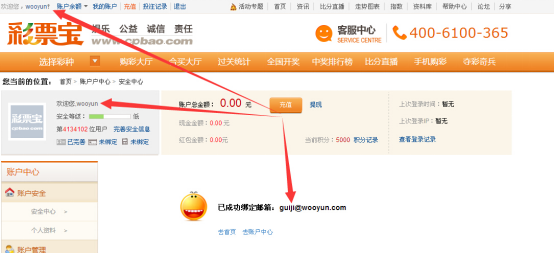 欢迎您，wooyun! 账户余额 我的账户 充值 投注记录 退出 活动专题 首页 资讯 比分直播 走势图表 指数 资料库 帮助中心 论坛 分享
彩票宝 娱乐 公益 诚信 责任
www.cpbao.com
客服中心
SERVICE CENTRE
400-6100-365
选择彩种 购彩大厅 合买大厅 过关统计 全国开奖 中奖排行榜 比分直播 手机购彩 夺彩奇兵
您当前的位置： 首页 > 账户中心 > 安全中心
彩票宝
cpbao.com
欢迎您,wooyun
安全等级： 低
第4134102 位用户 完善安全信息
已完善 未绑定 未绑定
账户总金额： 0.00 元 充值 提现
现金金额：0.00元
红包金额：0.00元 当前积分：5000 积分记录
上次登录时间：暂无
上次登录IP：暂无
查看登录记录
账户中心
账户安全
安全中心 >
个人资料 >
账户管理
已成功绑定邮箱：guiji@wooyun.com
去首页 去账户中心